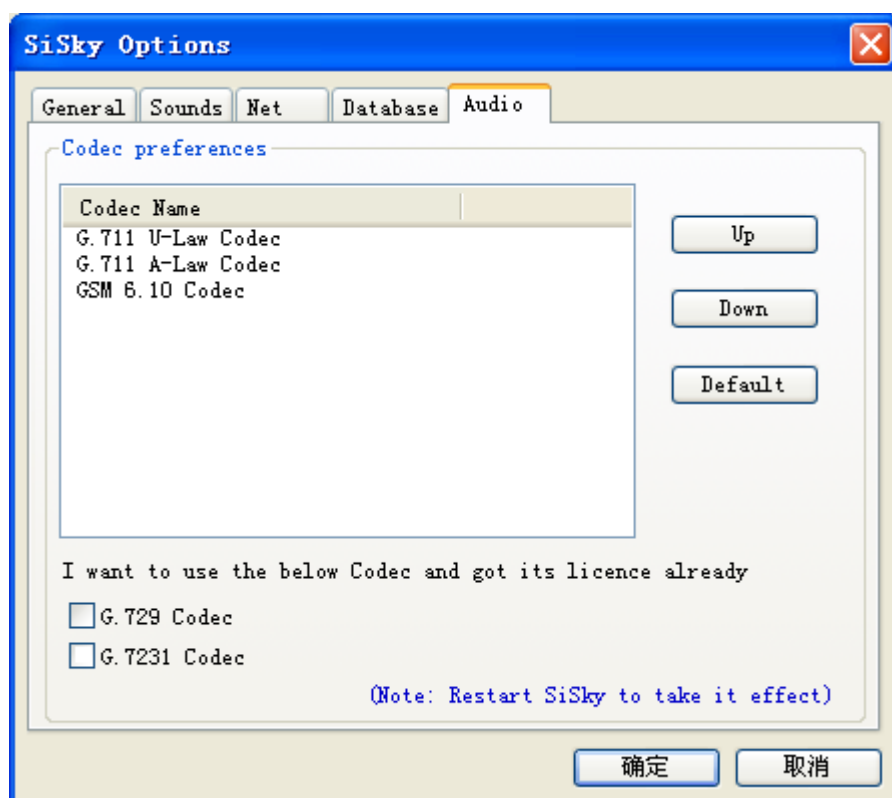 SiSky Options
General Sounds Net Database Audio
Codec preferences
Codec Name
G.711 U-Law Codec
G.711 A-Law Codec
GSM 6.10 Codec
Up
Down
Default
I want to use the below Codec and got its licence already
G.729 Codec
G.7231 Codec
(Note: Restart SiSky to take it effect)
确定 取消